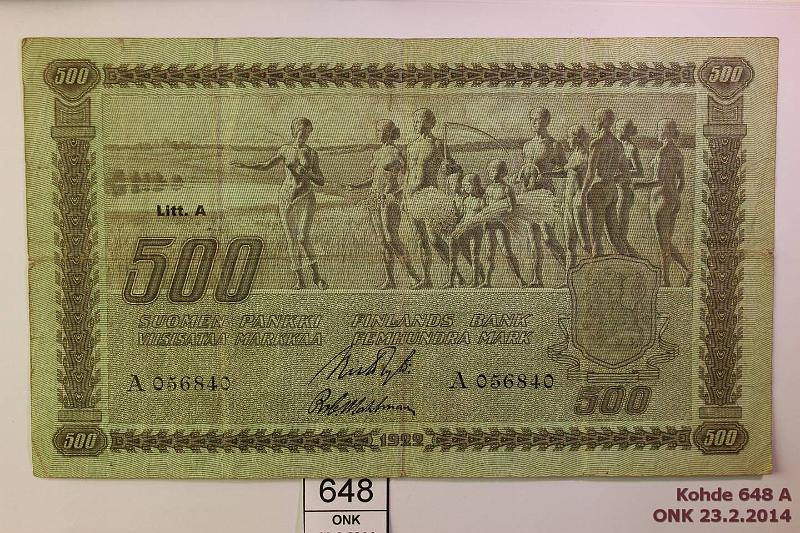 500 500
Litt. A
500
SUOMEN PANKKI FINLANDS BANK
VIISISATAA MARKKAA FEMHUNDRA MARK
A 056840 A 056840
500
500 1922 500
648
ONK
Kohde 648 A
ONK 23.2.2014